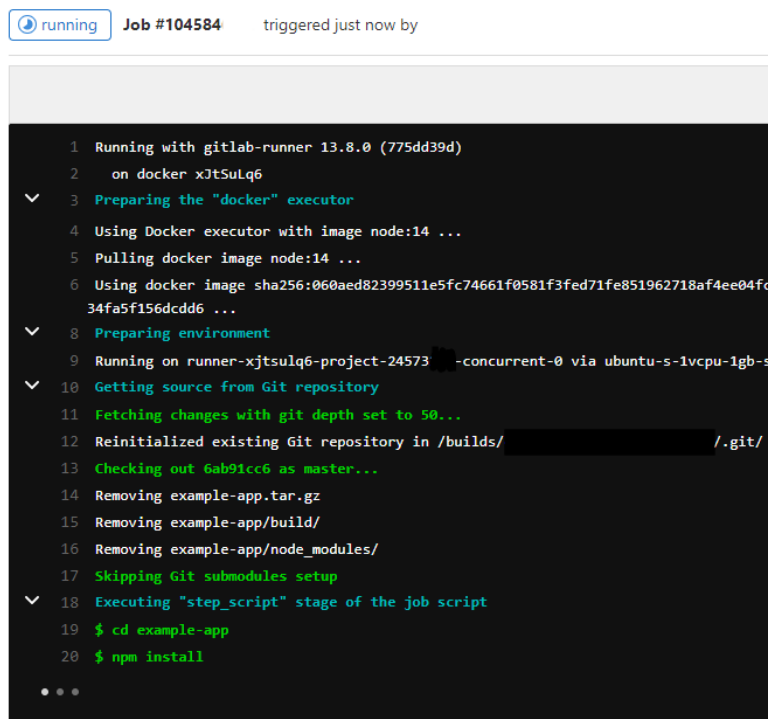 running Job #104584 triggered just now by
1 Running with gitlab-runner 13.8.0 (775dd39d)
2 on docker xJtSuLq6
3 Preparing the "docker" executor
4 Using Docker executor with image node:14 ...
5 Pulling docker image node:14 ...
6 Using docker image sha256:060aed82399511e5fc74661f0581f3fed71fe851962718af4ee04fc
34fa5f156dcdd6 ...
8 Preparing environment
9 Running on runner-xjtsulq6-project-24573 -concurrent-0 via ubuntu-s-1vcpu-1gb-s
10 Getting source from Git repository
11 Fetching changes with git depth set to 50...
12 Reinitialized existing Git repository in /builds/ /.git/
13 Checking out 6ab91cc6 as master...
14 Removing example-app.tar.gz
15 Removing example-app/build/
16 Removing example-app/node_modules/
17 Skipping Git submodules setup
18 Executing "step_script" stage of the job script
19 $ cd example-app
20 $ npm install